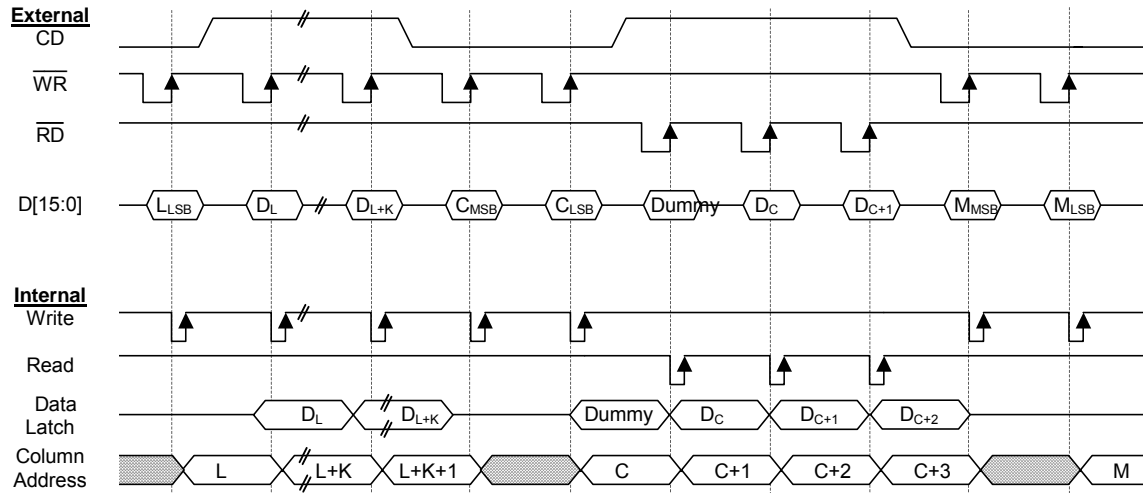 External
CD
WR
RD
D[15:0] LLSB DL DL+K CMSB CLSB Dummy DC DC+1 MMSB MLSB
Internal
Write
Read
Data Latch DL DL+K Dummy DC DC+1 DC+2
Column Address L L+K L+K+1 C C+1 C+2 C+3 M